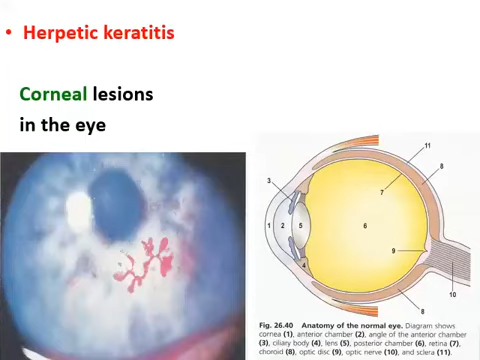 • Herpetic keratitis
Corneal lesions
in the eye
11
8
3
7
1
2
5
6
9
4
10
8
Fig. 26.40 Anatomy of the normal eye. Diagram shows
cornea (1), anterior chamber (2), angle of the anterior chamber
(3), ciliary body (4), lens (5), posterior chamber (6), retina (7),
choroid (8), optic disc (9), optic nerve (10), and sclera (11).